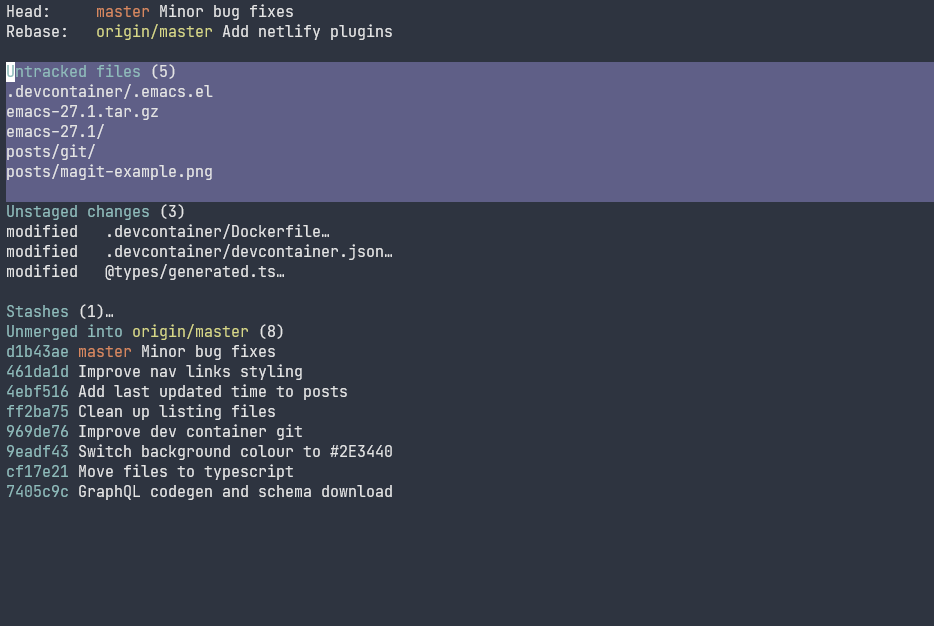 Head:     master Minor bug fixes
Rebase:   origin/master Add netlify plugins
Untracked files (5)
.devcontainer/.emacs.el
emacs-27.1.tar.gz
emacs-27.1/
posts/git/
posts/magit-example.png
Unstaged changes (3)
modified   .devcontainer/Dockerfile…
modified   .devcontainer/devcontainer.json…
modified   @types/generated.ts…
Stashes (1)…
Unmerged into origin/master (8)
d1b43ae master Minor bug fixes
461da1d Improve nav links styling
4ebf516 Add last updated time to posts
ff2ba75 Clean up listing files
969de76 Improve dev container git
9eadf43 Switch background colour to #2E3440
cf17e21 Move files to typescript
7405c9c GraphQL codegen and schema download